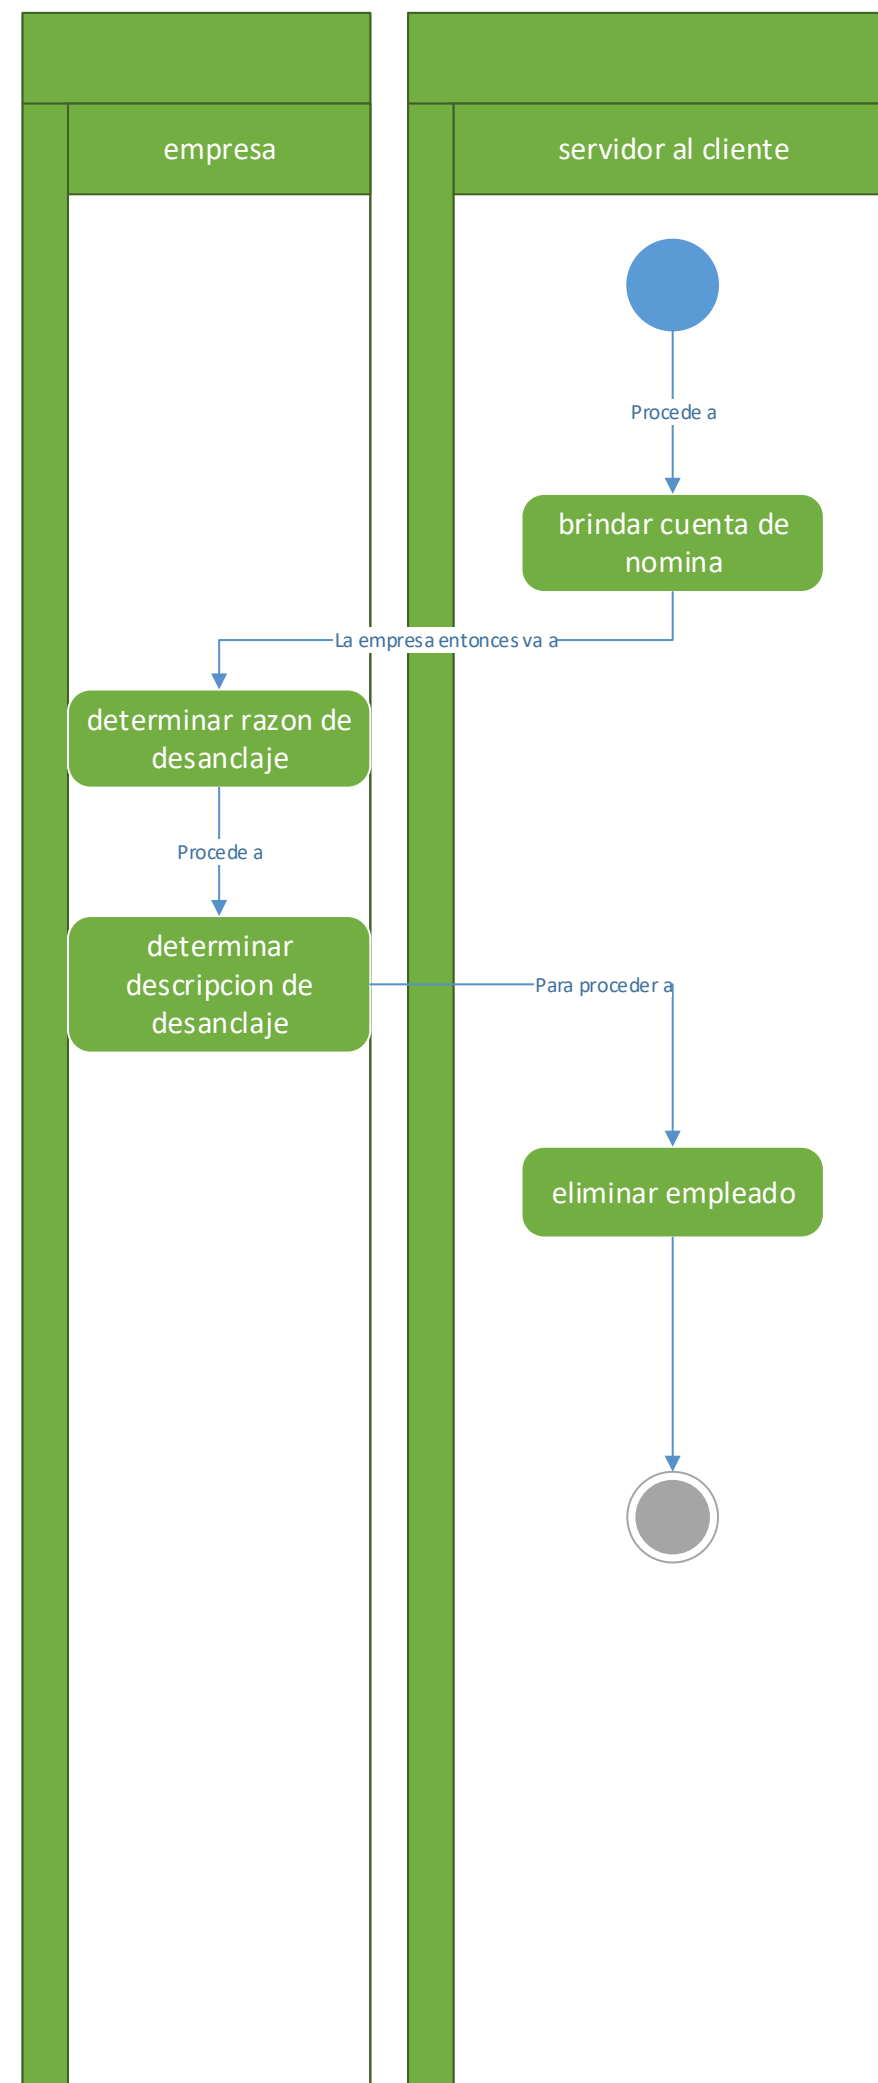 empresa
servidor al cliente
Procede a
brindar cuenta de
nomina
La empresa entonces va a
determinar razon de
desanclaje
Procede a
determinar
descripcion de
desanclaje
Para proceder a
eliminar empleado